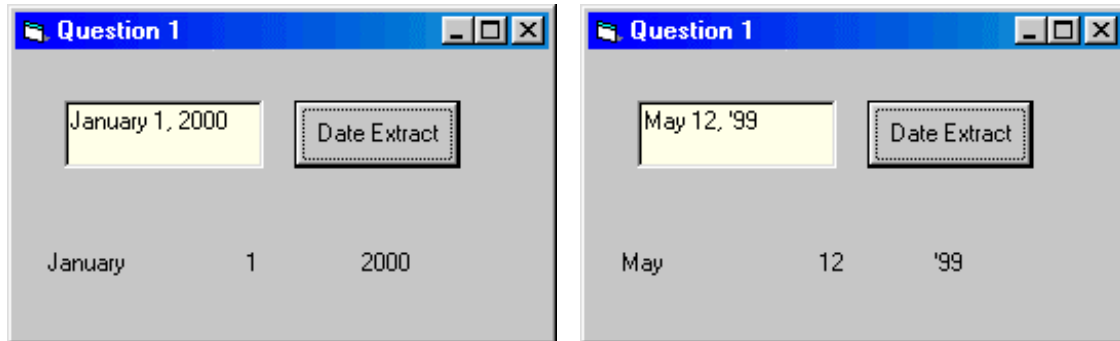 Question 1
January 1, 2000
Date Extract
January 1 2000
Question 1
May 12, '99
Date Extract
May 12 '99